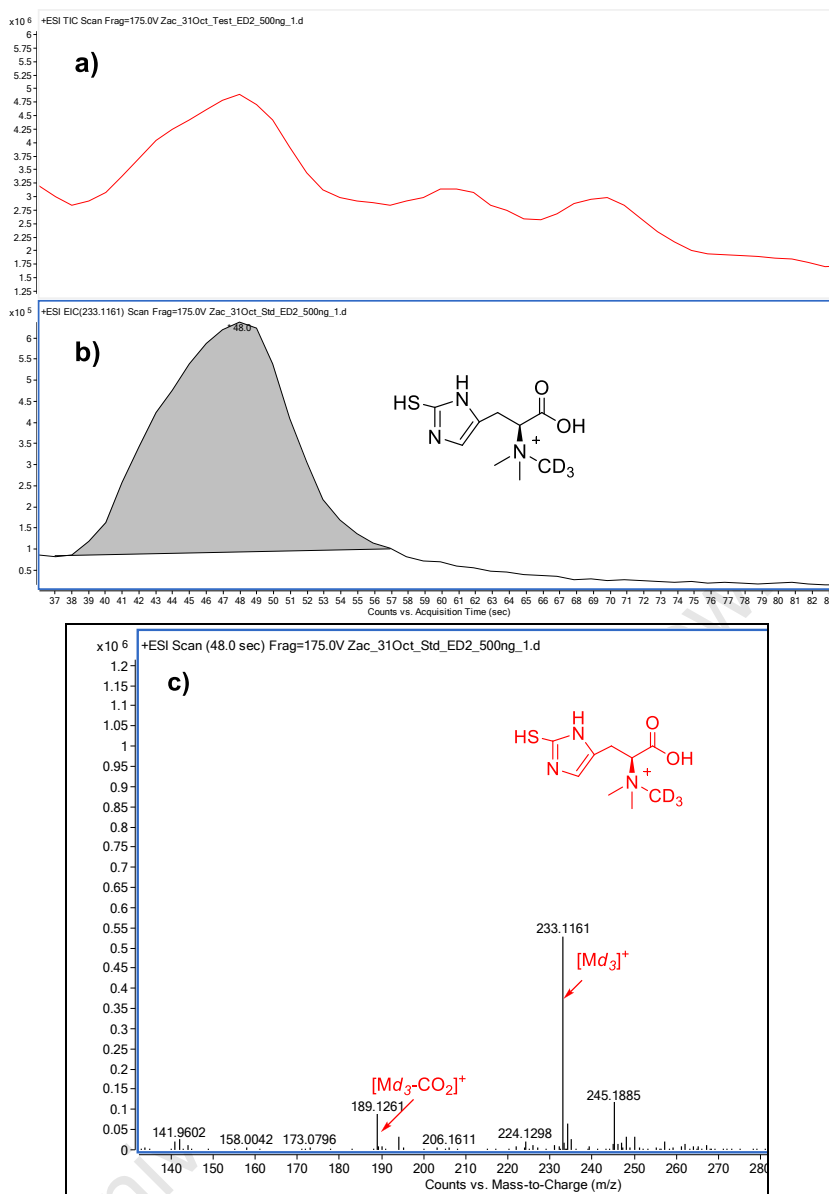 +ESI TIC Scan Frag=175.0V Zac_31Oct_Test_ED2_500ng_1.d
x10 6
6
5.75
5.5
5.25
5
4.75
4.5
4.25
4
3.75
3.5
3.25
3
2.75
2.5
2.25
2
1.75
1.5
1.25
a)
+ESI EIC(233.1161) Scan Frag=175.0V Zac_31Oct_Std_ED2_500ng_1.d
x10 5
6
5.5
5
4.5
4
3.5
3
2.5
2
1.5
1
0.5
b)
* 48.0
H
N
HS
N
O
OH
+
N
CD3
37 38 39 40 41 42 43 44 45 46 47 48 49 50 51 52 53 54 55 56 57 58 59 60 61 62 63 64 65 66 67 68 69 70 71 72 73 74 75 76 77 78 79 80 81 82
Counts vs. Acquisition Time (sec)
+ESI Scan (48.0 sec) Frag=175.0V Zac_31Oct_Std_ED2_500ng_1.d
x10 6
1.2
1.15
1.1
1.05
1
0.95
0.9
0.85
0.8
0.75
0.7
0.65
0.6
0.55
0.5
0.45
0.4
0.35
0.3
0.25
0.2
0.15
0.1
0.05
0
c)
H
N
HS
N
O
OH
+
N
CD3
233.1161
[Md3]+
[Md3-CO2]+
189.1261
245.1885
141.9602
158.0042
173.0796
206.1611
224.1298
140 150 160 170 180 190 200 210 220 230 240 250 260 270 280
Counts vs. Mass-to-Charge (m/z)